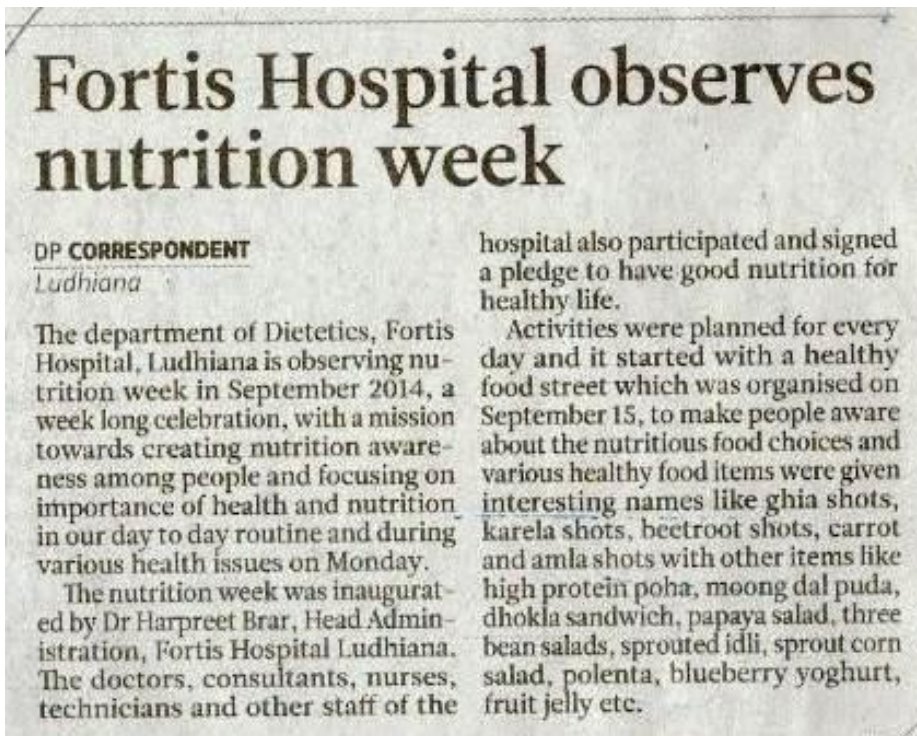 Fortis Hospital observes
nutrition week
DP CORRESPONDENT
Ludhiana
The department of Dietetics, Fortis
Hospital, Ludhiana is observing nu-
trition week in September 2014, a
week long celebration, with a mission
towards creating nutrition aware-
ness among people and focusing on
importance of health and nutrition
in our day to day routine and during
various health issues on Monday.
The nutrition week was inaugurat-
ed by Dr Harpreet Brar, Head Admin-
istration, Fortis Hospital Ludhiana.
The doctors, consultants, nurses,
technicians and other staff of the
hospital also participated and signed
a pledge to have good nutrition for
healthy life.
Activities were planned for every
day and it started with a healthy
food street which was organised on
September 15, to make people aware
about the nutritious food choices and
various healthy food items were given
interesting names like ghia shots,
karela shots, beetroot shots, carrot
and amla shots with other items like
high protein poha, moong dal puda,
dhokla sandwich, papaya salad, three
bean salads, sprouted idli, sprout corn
salad, polenta, blueberry yoghurt,
fruit jelly etc.